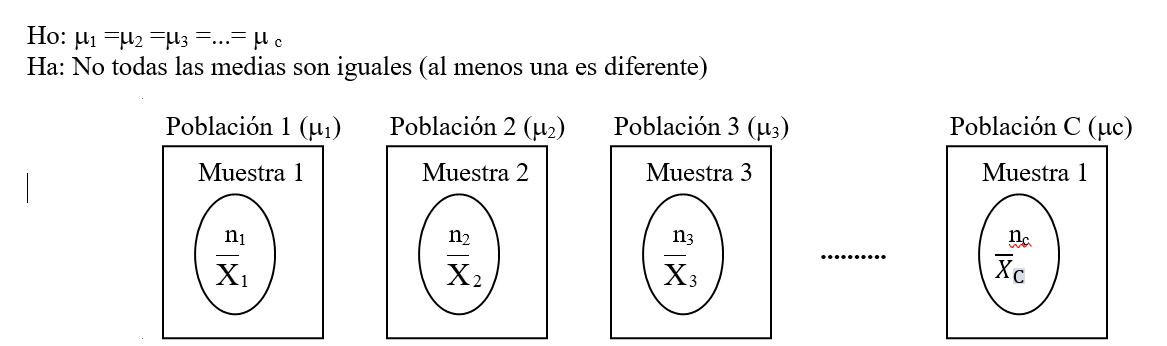 Ho: μ₁ =μ₂ =μ₃ =...= μ c
Ha: No todas las medias son iguales (al menos una es diferente)
Población 1 (μ₁) Población 2 (μ₂) Población 3 (μ₃) Población C (μc)
Muestra 1 Muestra 2 Muestra 3 Muestra 1
n₁ n₂ n₃ .......... nc
X̅₁ X̅₂ X̅₃ X̅C